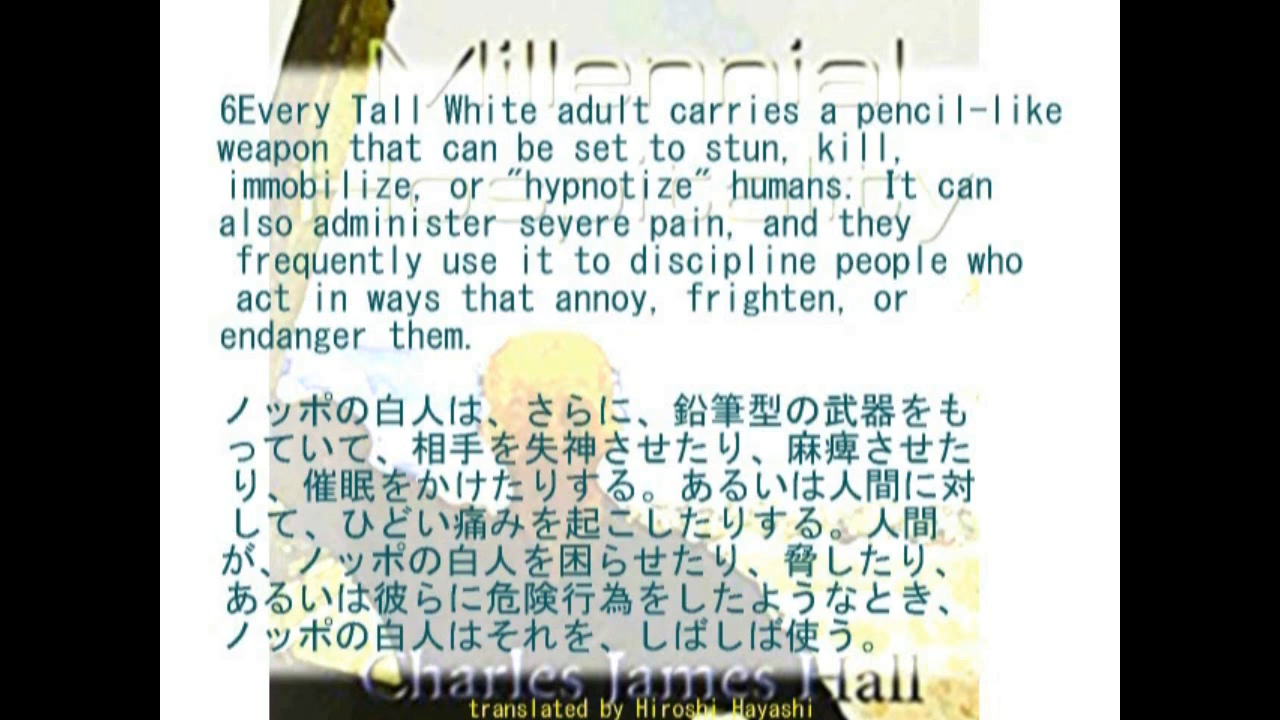 Millennial
Hospitality
6Every Tall White adult carries a pencil-like
weapon that can be set to stun, kill,
immobilize, or "hypnotize" humans. It can
also administer severe pain, and they
frequently use it to discipline people who
act in ways that annoy, frighten, or
endanger them.
ノッポの白人は、さらに、鉛筆型の武器をも
っていて、相手を失神させたり、麻痺させた
り、催眠をかけたりする。あるいは人間に対
して、ひどい痛みを起こしたりする。人間
が、ノッポの白人を困らせたり、脅したり、
あるいは彼らに危険行為をしたようなとき、
ノッポの白人はそれを、しばしば使う。
Charles James Hall
translated by Hiroshi Hayashi